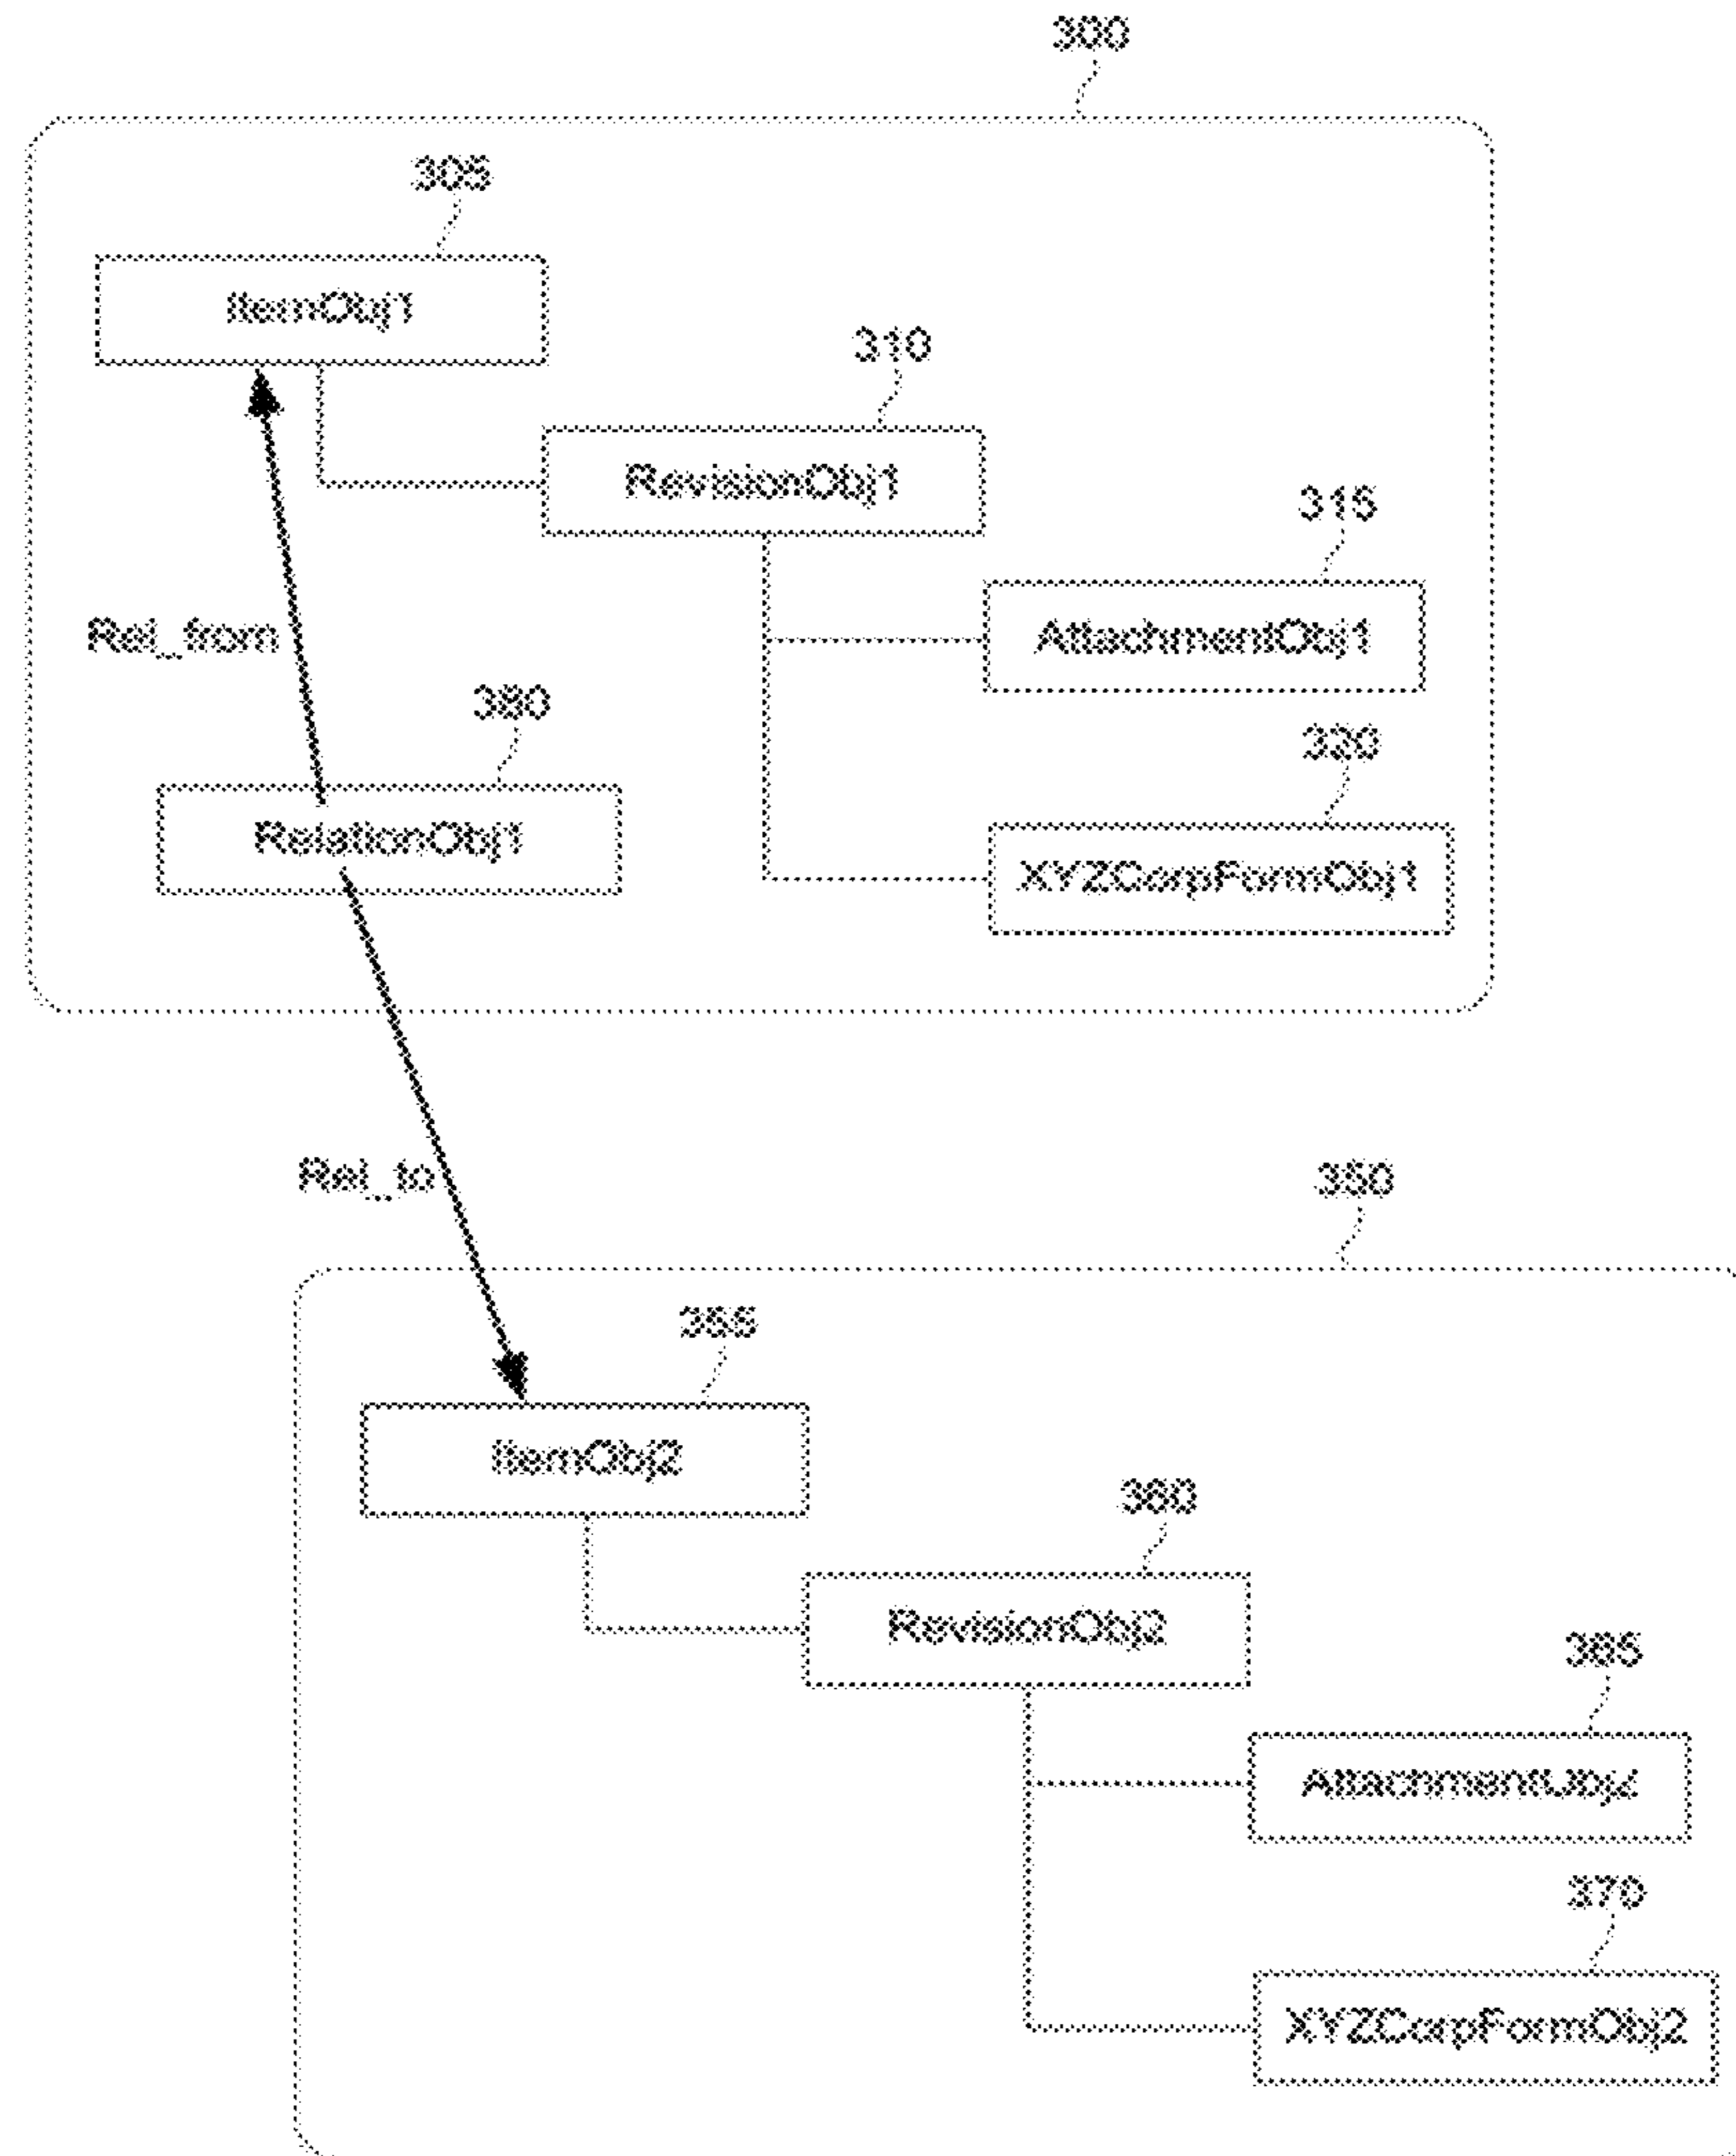 300
305
ItemObj1
310
RevisionObj1
315
AttachmentObj1
Rel_from
380
320
RelationObj1
XYZCorpFormObj1
Rel_to
350
355
ItemObj2
360
RevisionObj2
365
AttachmentObj2
370
XYZCorpFormObj2